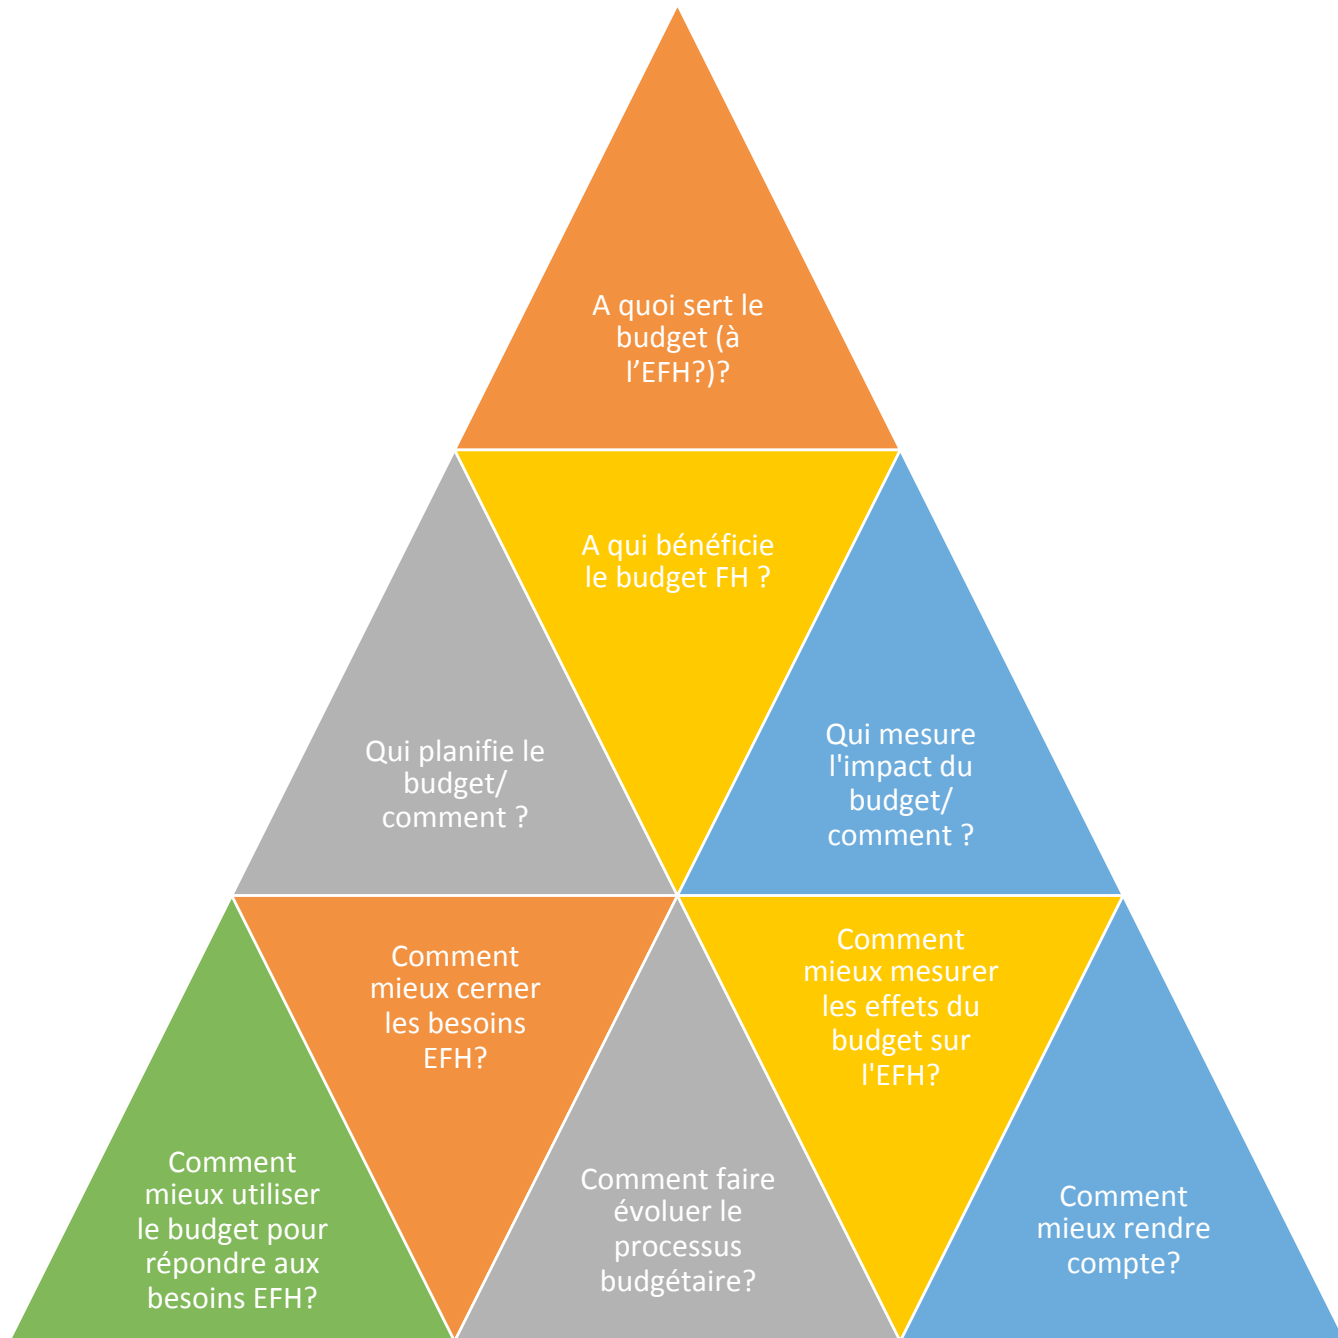 A quoi sert le
budget (à
l’EFH?)?
A qui bénéficie
le budget FH ?
Qui planifie le
budget/
comment ?
Qui mesure
l'impact du
budget/
comment ?
Comment
mieux utiliser
le budget pour
répondre aux
besoins EFH?
Comment
mieux cerner
les besoins
EFH?
Comment faire
évoluer le
processus
budgétaire?
Comment
mieux mesurer
les effets du
budget sur
l'EFH?
Comment
mieux rendre
compte?